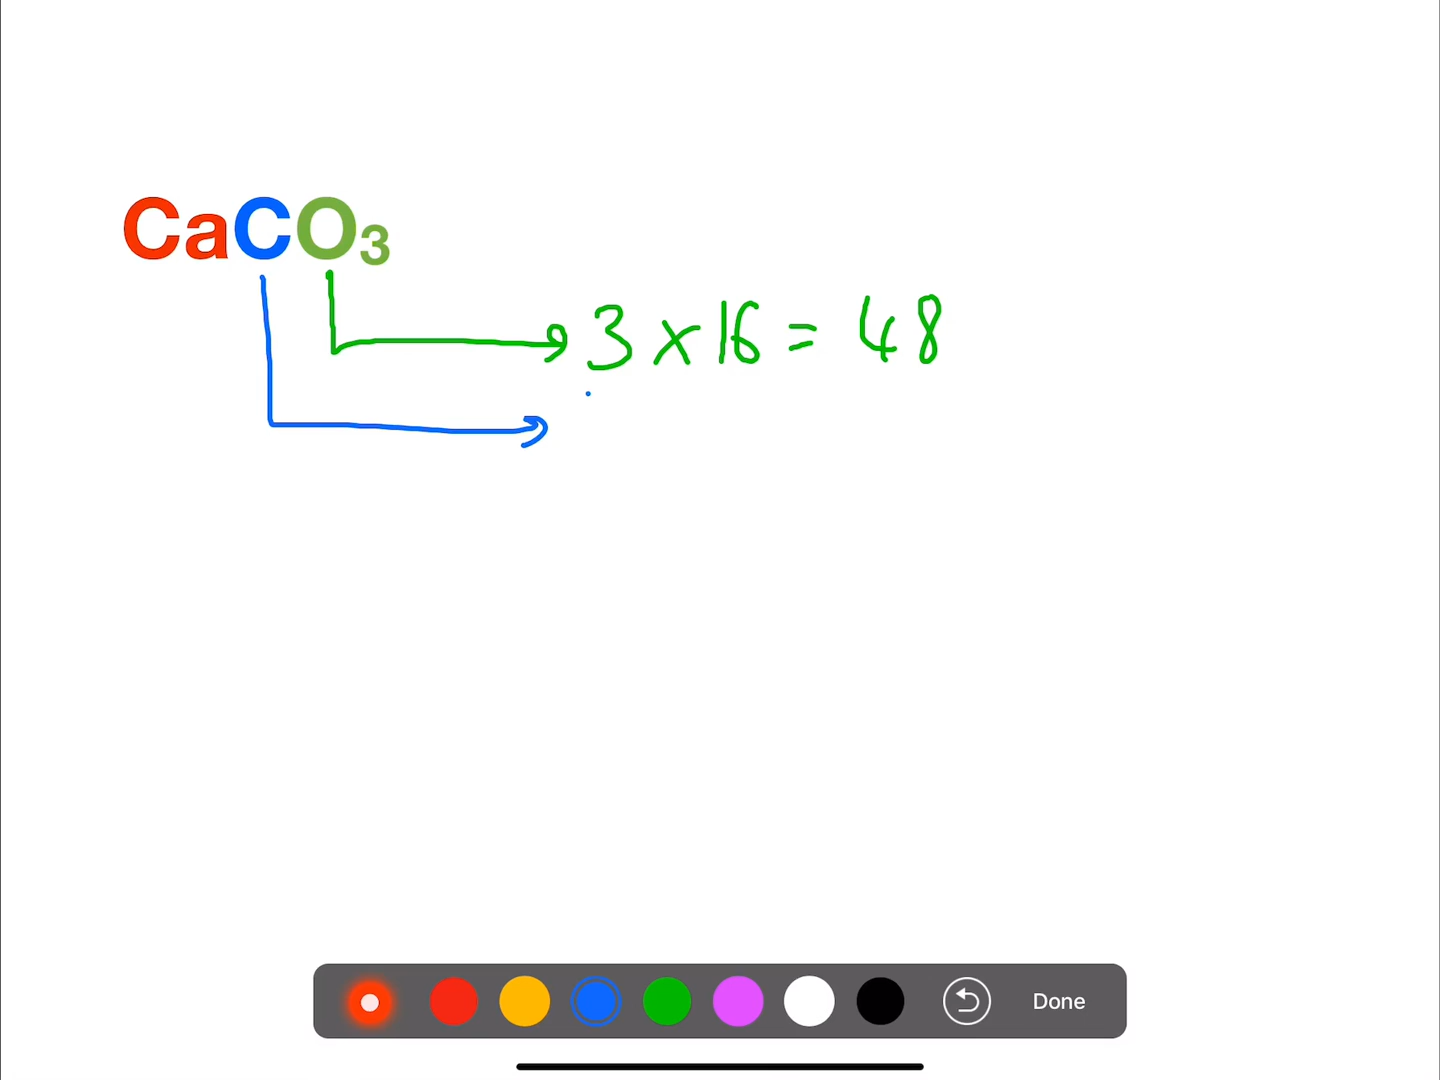 CaCO₃
3 × 16 = 48
Done